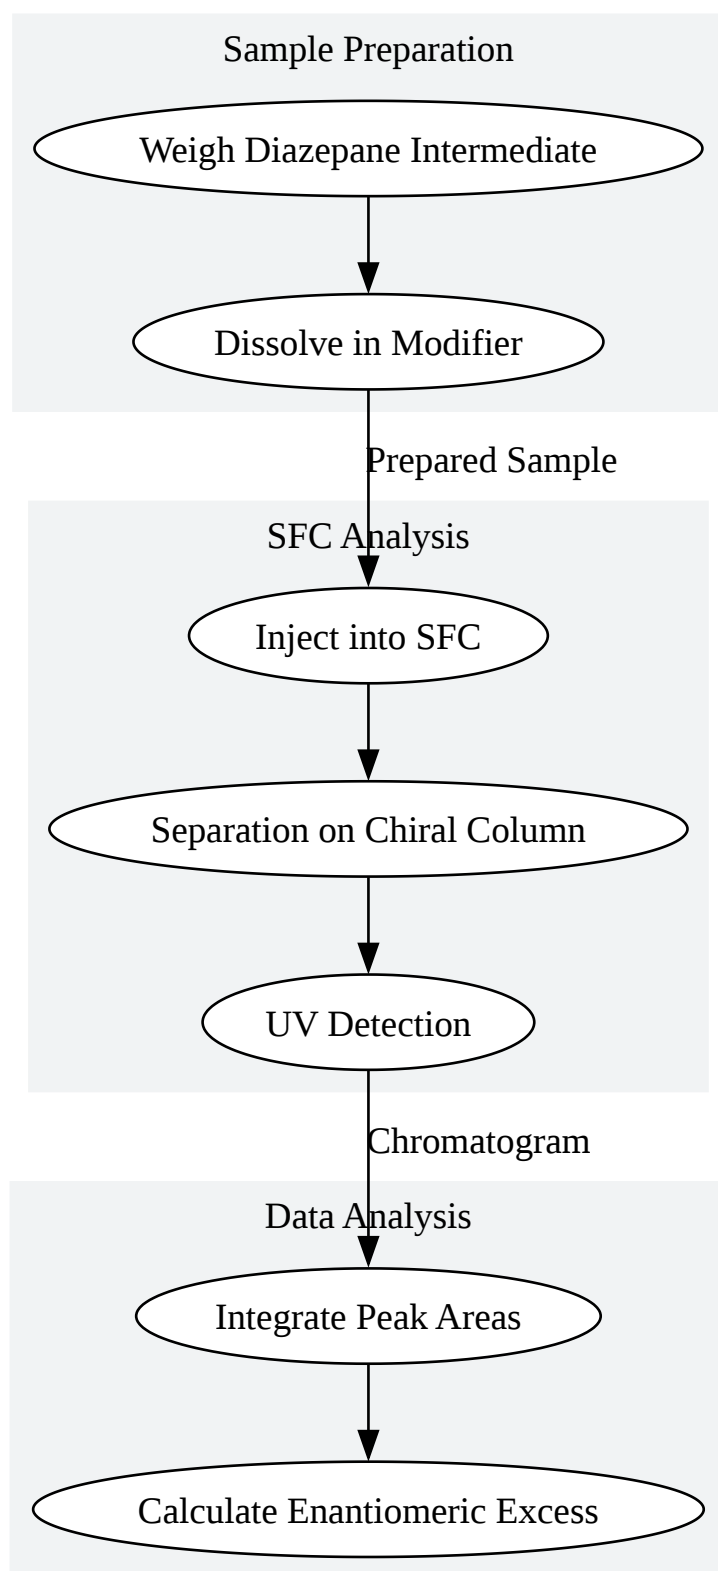 Sample Preparation
Weigh Diazepane Intermediate
Dissolve in Modifier
Prepared Sample
SFC Analysis
Inject into SFC
Separation on Chiral Column
UV Detection
Chromatogram
Data Analysis
Integrate Peak Areas
Calculate Enantiomeric Excess